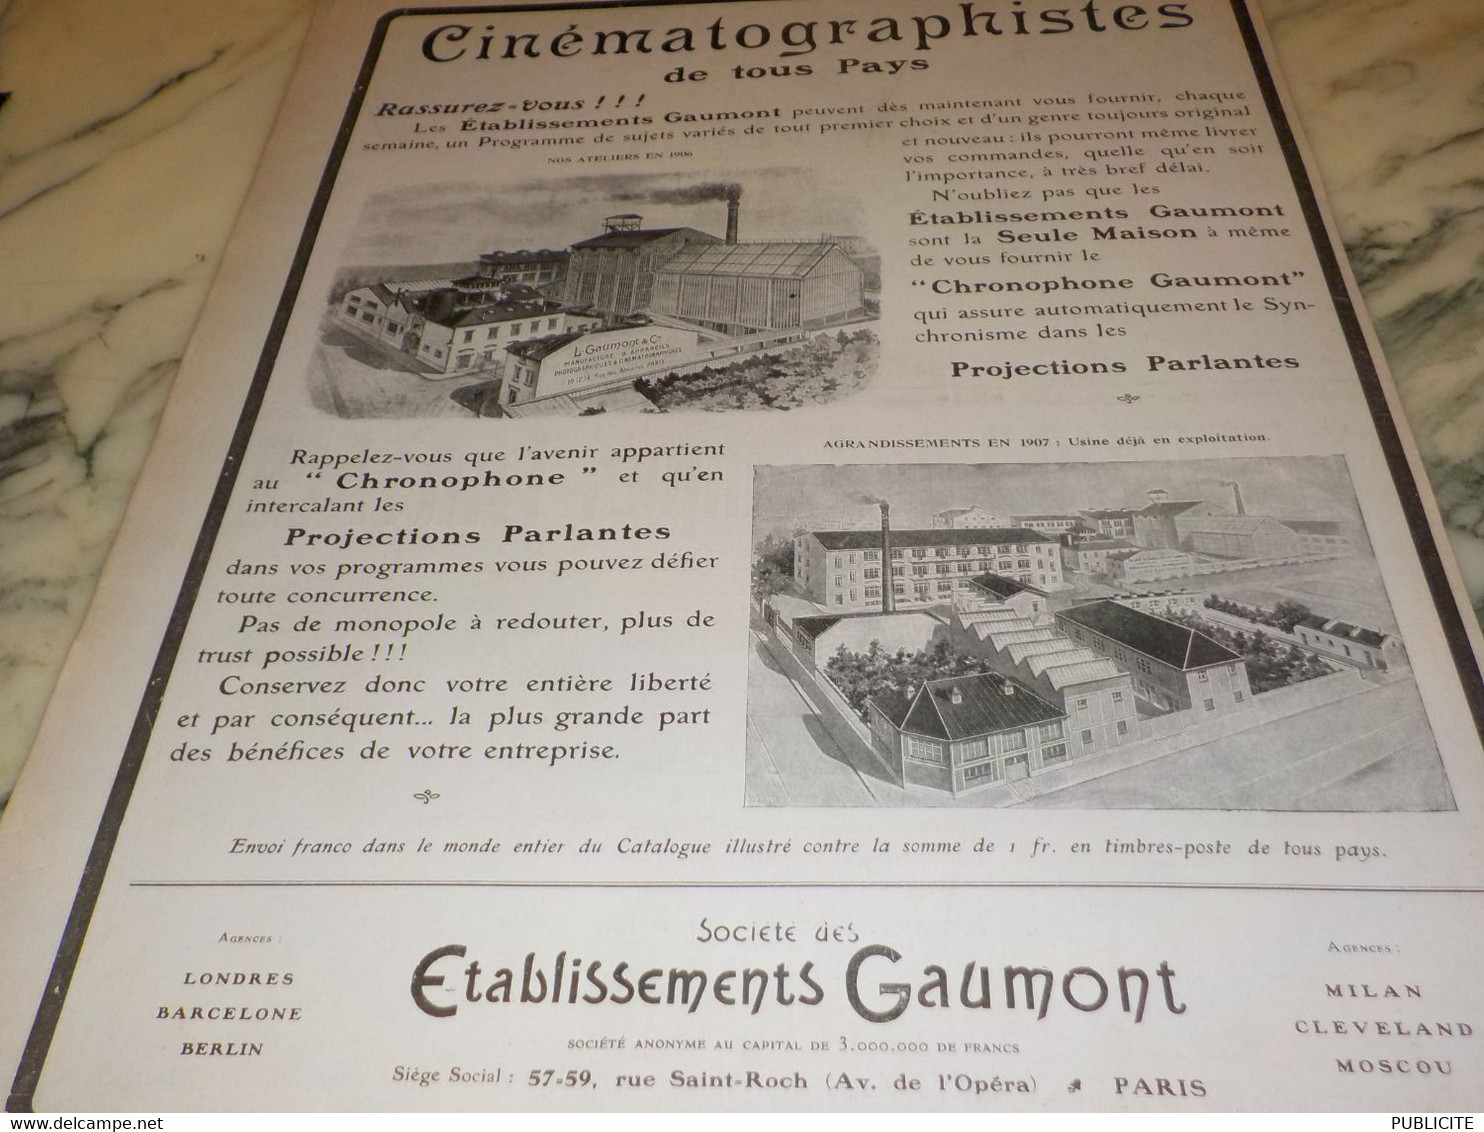 Cinématographistes
de tous Pays
Rassurez-vous ! ! !
Les Établissements Gaumont peuvent dès maintenant vous fournir, chaque
semaine, un Programme de sujets variés de tout premier choix et d'un genre toujours original
et nouveau : ils pourront même livrer
vos commandes, quelle qu'en soit
l'importance, à très bref délai.
NOS ATELIERS EN 1906
L. Gaumont & Cie
MANUFACTURE D'APPAREILS
PHOTOGRAPHIQUES & CINÉMATOGRAPHIQUES
PARIS
N'oubliez pas que les
Établissements Gaumont
sont la Seule Maison à même
de vous fournir le
“Chronophone Gaumont”
qui assure automatiquement le Syn-
chronisme dans les
Projections Parlantes
Rappelez-vous que l'avenir appartient
au “ Chronophone ” et qu'en
intercalant les
Projections Parlantes
dans vos programmes vous pouvez défier
toute concurrence.
Pas de monopole à redouter, plus de
trust possible ! ! !
Conservez donc votre entière liberté
et par conséquent... la plus grande part
des bénéfices de votre entreprise.
AGRANDISSEMENTS EN 1907 : Usine déjà en exploitation.
Envoi franco dans le monde entier du Catalogue illustré contre la somme de 1 fr. en timbres-poste de tous pays.
AGENCES :
LONDRES
BARCELONE
BERLIN
Société des
Etablissements Gaumont
SOCIÉTÉ ANONYME AU CAPITAL DE 3.000.000 DE FRANCS
Siège Social : 57-59, rue Saint-Roch (Av. de l'Opéra) PARIS
AGENCES :
MILAN
CLEVELAND
MOSCOU
PUBLICITE